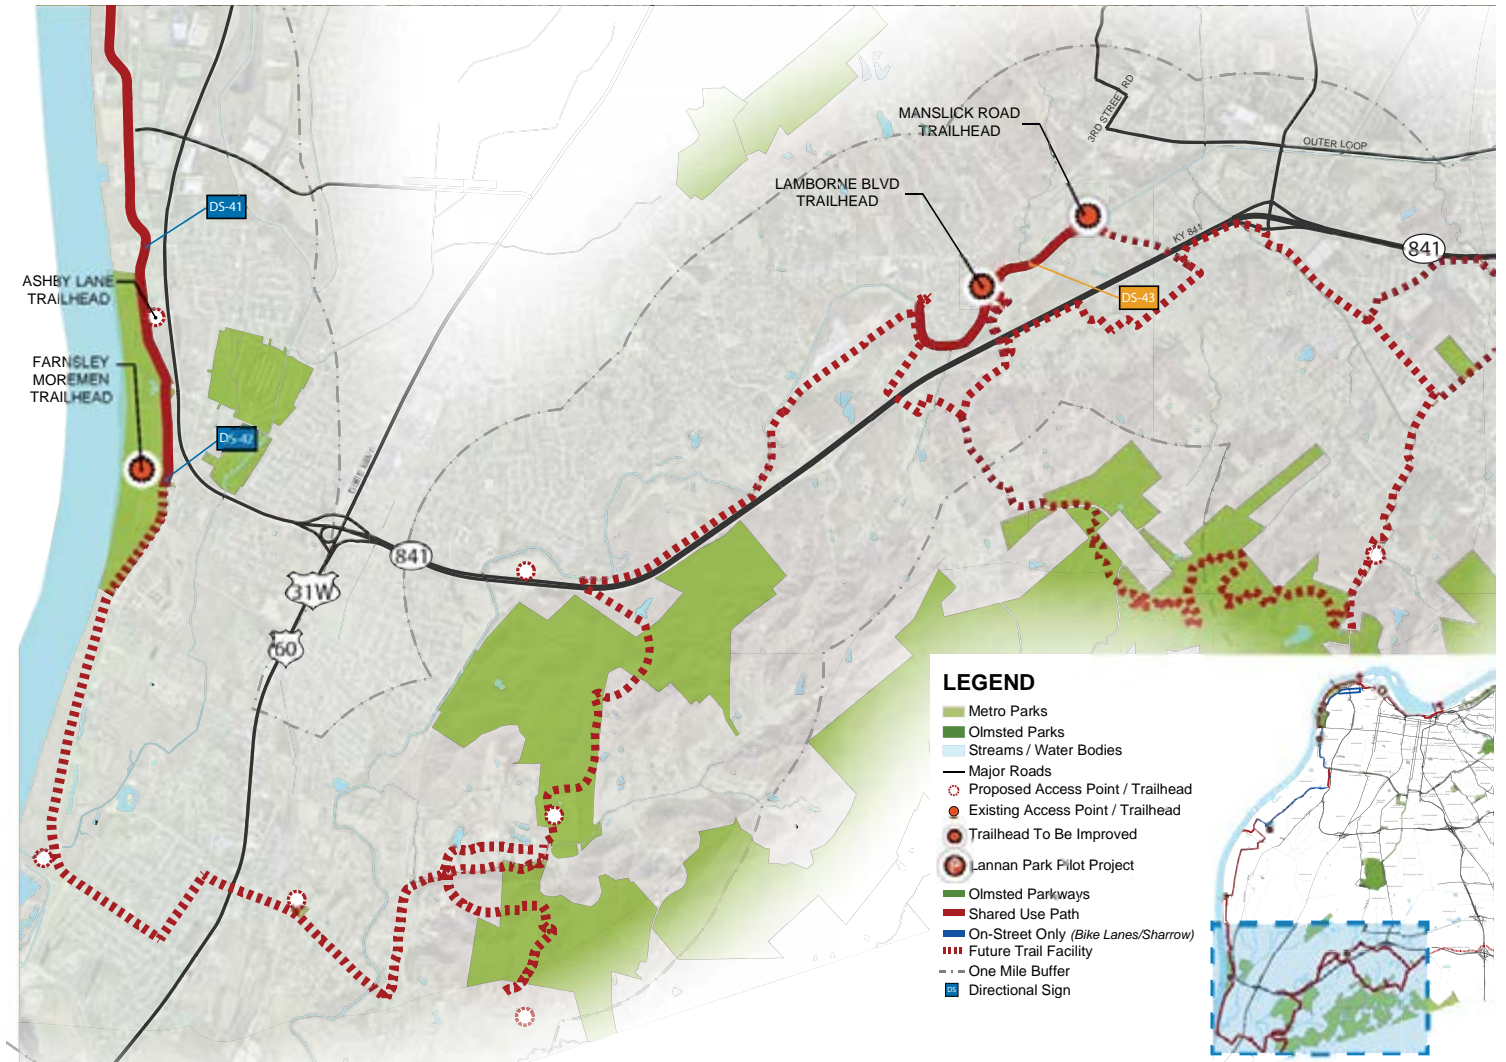 MANSLICK ROAD
TRAILHEAD
3RD STREET RD
OUTER LOOP
LAMBORNE BLVD
TRAILHEAD
DS-41
KY 841
841
ASHBY LANE
TRAILHEAD
DS-43
FARNSLEY
MOREMEN
TRAILHEAD
DS-42
841
31W
60
LEGEND
Metro Parks
Olmsted Parks
Streams / Water Bodies
Major Roads
Proposed Access Point / Trailhead
Existing Access Point / Trailhead
Trailhead To Be Improved
Lannan Park Pilot Project
Olmsted Parkways
Shared Use Path
On-Street Only (Bike Lanes/Sharrow)
Future Trail Facility
One Mile Buffer
DS Directional Sign